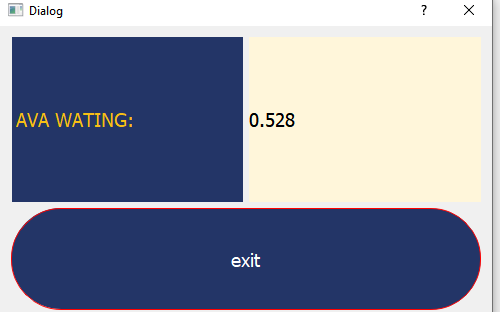 Dialog
AVA WATING:
0.528
exit